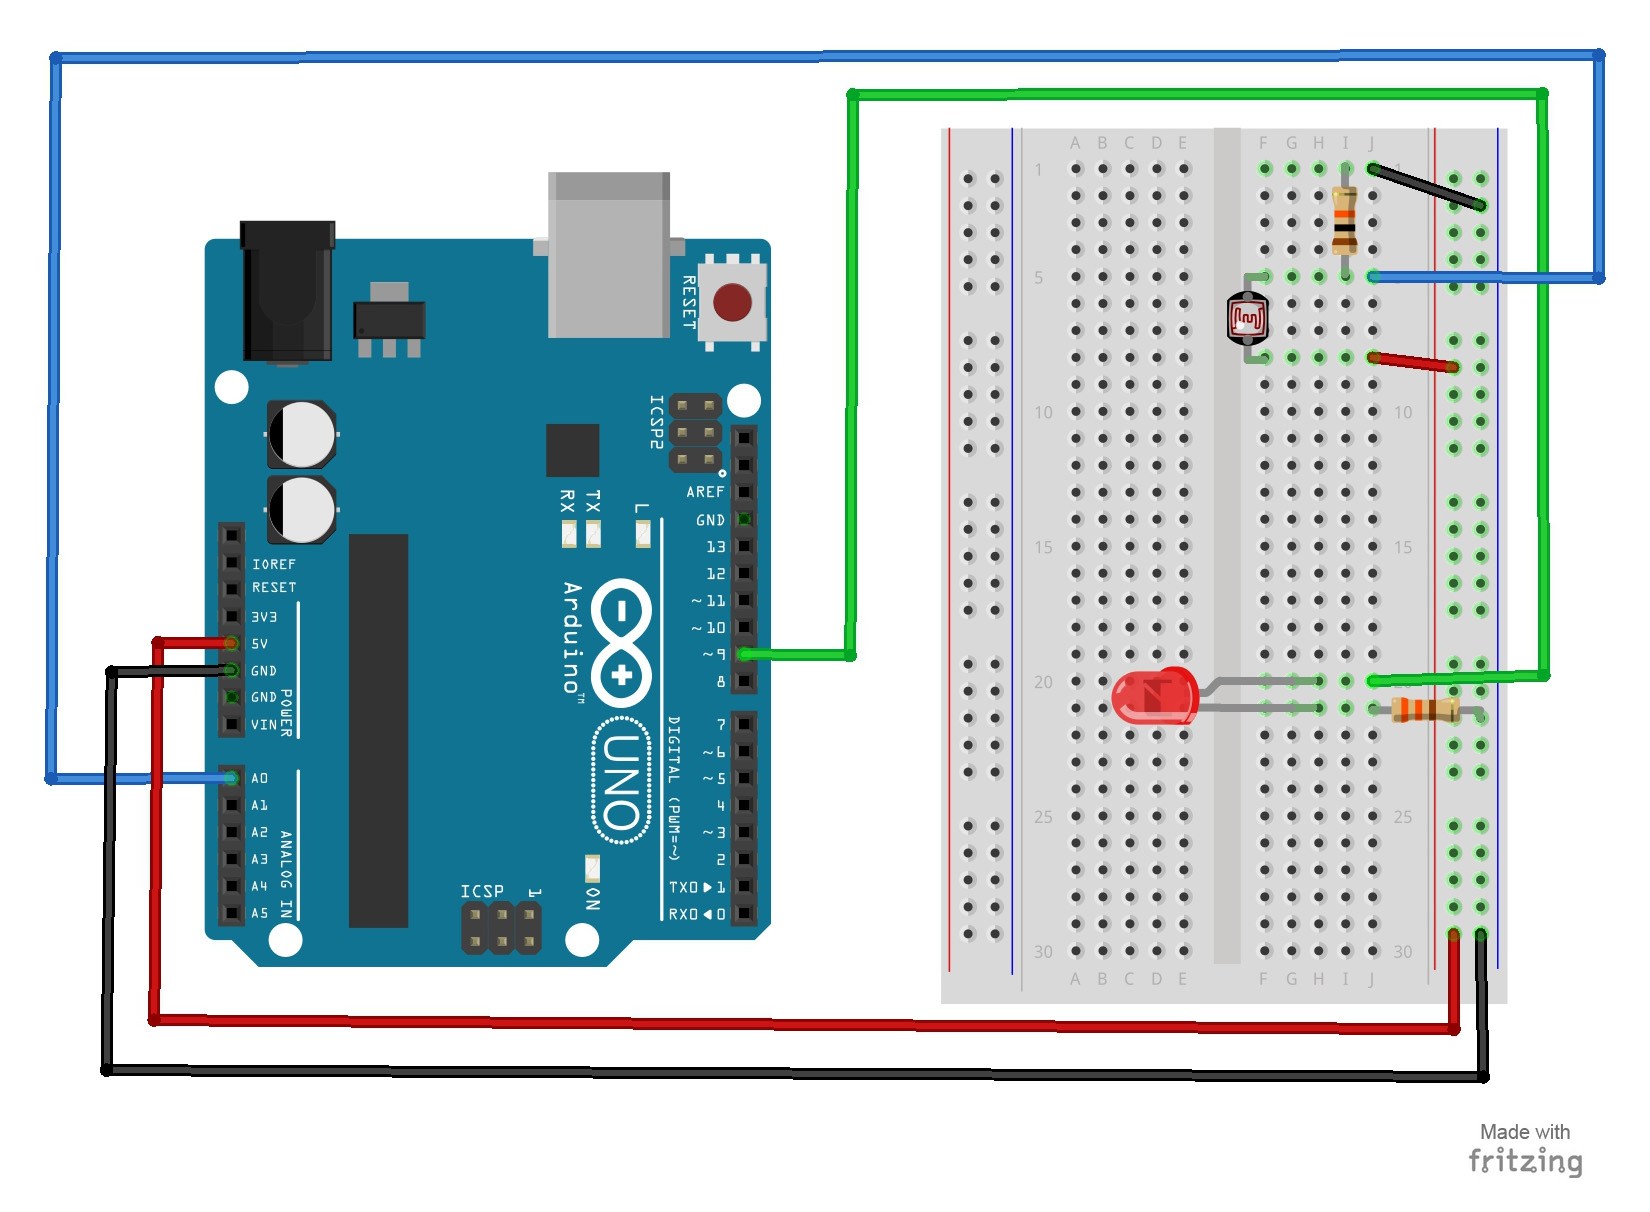 A B C D E F G H I J
1 1
5
10 10
15 15
20
25 25
30 30
A B C D E F G H I J
RESET
ICSP2
AREF
GND
13
12
~11
~10
~9
8
7
~6
~5
4
~3
2
TX0▶1
RX0◀0
DIGITAL (PWM=~)
RX
TX
L
Arduino™
UNO
IOREF
RESET
3V3
5V
GND
GND
VIN
POWER
A0
A1
A2
A3
A4
A5
ANALOG IN
ICSP 1
ON
Made with
fritzing